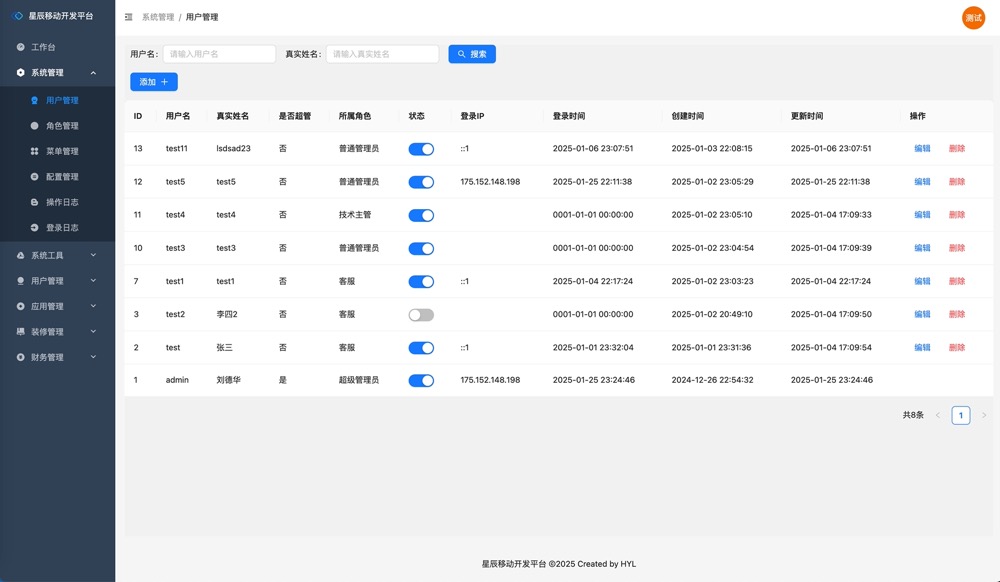 星辰移动开发平台
系统管理 / 用户管理
测试
工作台
系统管理
用户管理
角色管理
菜单管理
配置管理
操作日志
登录日志
系统工具
用户管理
应用管理
装修管理
财务管理
用户名: 请输入用户名 真实姓名: 请输入真实姓名 搜索
添加 +
ID 用户名 真实姓名 是否超管 所属角色 状态 登录IP 登录时间 创建时间 更新时间 操作
13 test11 lsdsad23 否 普通管理员 ::1 2025-01-06 23:07:51 2025-01-03 22:08:15 2025-01-06 23:07:51 编辑 删除
12 test5 test5 否 普通管理员 175.152.148.198 2025-01-25 22:11:38 2025-01-02 23:05:29 2025-01-25 22:11:38 编辑 删除
11 test4 test4 否 技术主管 0001-01-01 00:00:00 2025-01-02 23:05:10 2025-01-04 17:09:33 编辑 删除
10 test3 test3 否 普通管理员 0001-01-01 00:00:00 2025-01-02 23:04:54 2025-01-04 17:09:39 编辑 删除
7 test1 test1 否 客服 ::1 2025-01-04 22:17:24 2025-01-02 23:03:23 2025-01-04 22:17:24 编辑 删除
3 test2 李四2 否 客服 0001-01-01 00:00:00 2025-01-02 20:49:10 2025-01-04 17:09:50 编辑 删除
2 test 张三 否 客服 ::1 2025-01-01 23:32:04 2025-01-01 23:31:36 2025-01-04 17:09:54 编辑 删除
1 admin 刘德华 是 超级管理员 175.152.148.198 2025-01-25 23:24:46 2024-12-26 22:54:32 2025-01-25 23:24:46
共8条 < 1 >
星辰移动开发平台 ©2025 Created by HYL